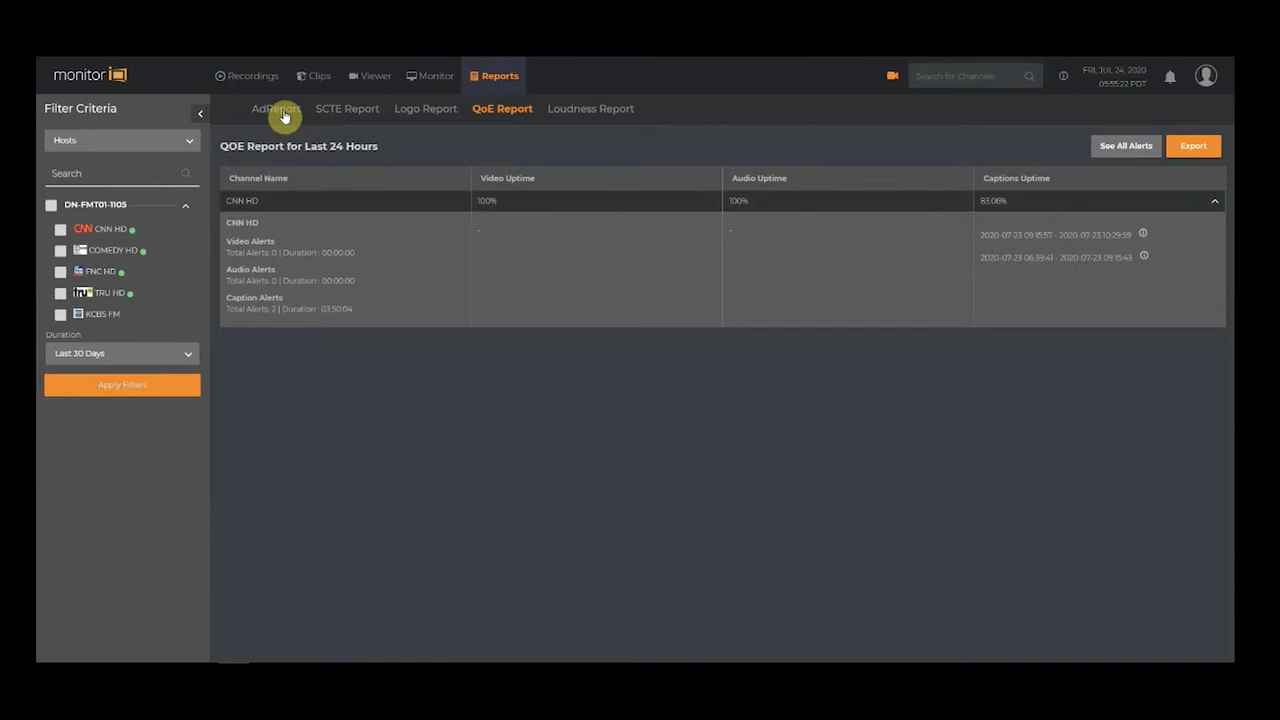 monitor
Recordings Clips Viewer Monitor Reports
Search for Channels
FRI, JUL 24, 2020
05:55:22 PDT
Filter Criteria
AdReport SCTE Report Logo Report QoE Report Loudness Report
Hosts
QOE Report for Last 24 Hours
See All Alerts Export
Search
Channel Name Video Uptime Audio Uptime Captions Uptime
DN-FMT01-1105
CNN HD 100% 100% 83.06%
CNN CNN HD
COMEDY HD
FNC HD
tru TRU HD
KCBS FM
CNN HD - -
Video Alerts
Total Alerts: 0 | Duration : 00:00:00
Audio Alerts
Total Alerts: 0 | Duration : 00:00:00
Caption Alerts
Total Alerts: 2 | Duration : 03:50:04
2020-07-23 09:15:57 - 2020-07-23 10:29:59
2020-07-23 06:39:41 - 2020-07-23 09:15:43
Duration
Last 30 Days
Apply Filters